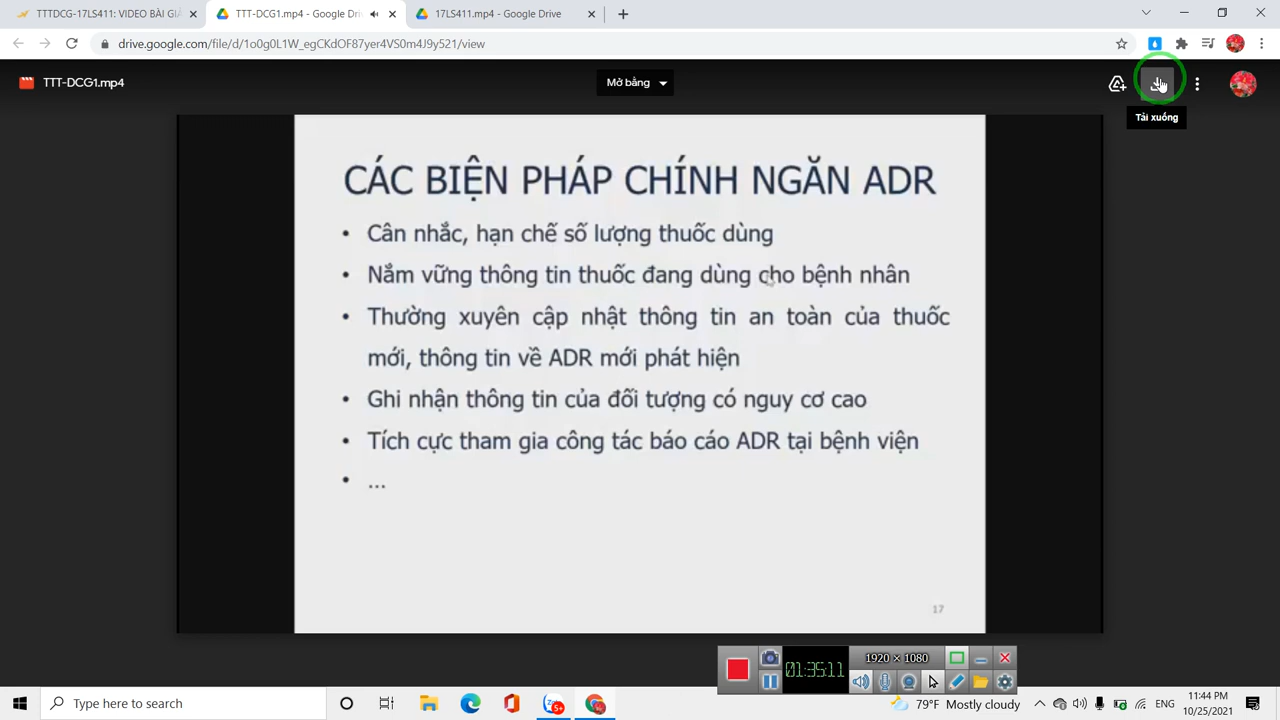 TTTDCG-17LS411: VIDEO BÀI GIẢ
TTT-DCG1.mp4 - Google Dri
17LS411.mp4 - Google Drive
drive.google.com/file/d/1o0g0L1W_egCKdOF87yer4VS0m4J9y521/view
TTT-DCG1.mp4
Mở bằng
Tải xuống
CÁC BIỆN PHÁP CHÍNH NGĂN ADR
• Cân nhắc, hạn chế số lượng thuốc dùng
• Nắm vững thông tin thuốc đang dùng cho bệnh nhân
• Thường xuyên cập nhật thông tin an toàn của thuốc
mới, thông tin về ADR mới phát hiện
• Ghi nhận thông tin của đối tượng có nguy cơ cao
• Tích cực tham gia công tác báo cáo ADR tại bệnh viện
• ...
17
01:35:11
1920 × 1080
Type here to search
5+
79°F Mostly cloudy
ENG
11:44 PM
10/25/2021